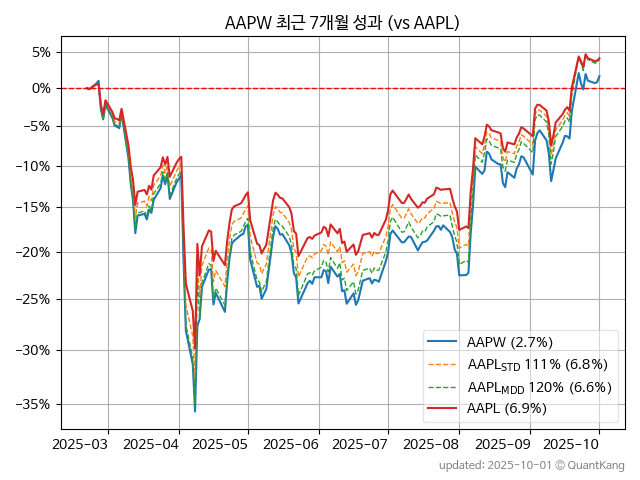 AAPW 최근 7개월 성과 (vs AAPL)
5%
0%
−5%
−10%
−15%
−20%
−25%
−30%
−35%
AAPW (2.7%)
AAPL_STD 111% (6.8%)
AAPL_MDD 120% (6.6%)
AAPL (6.9%)
2025-03 2025-04 2025-05 2025-06 2025-07 2025-08 2025-09 2025-10
updated: 2025-10-01 © QuantKang